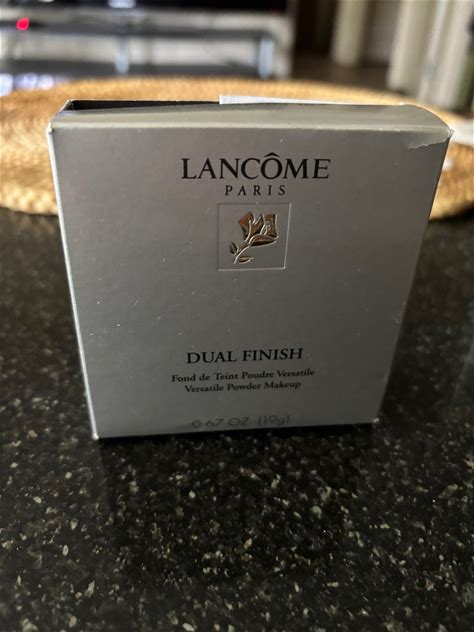 LANCÔME
PARIS
DUAL FINISH
Fond de Teint Poudre Versatile
Versatile Powder Makeup
0.67 OZ (19g)